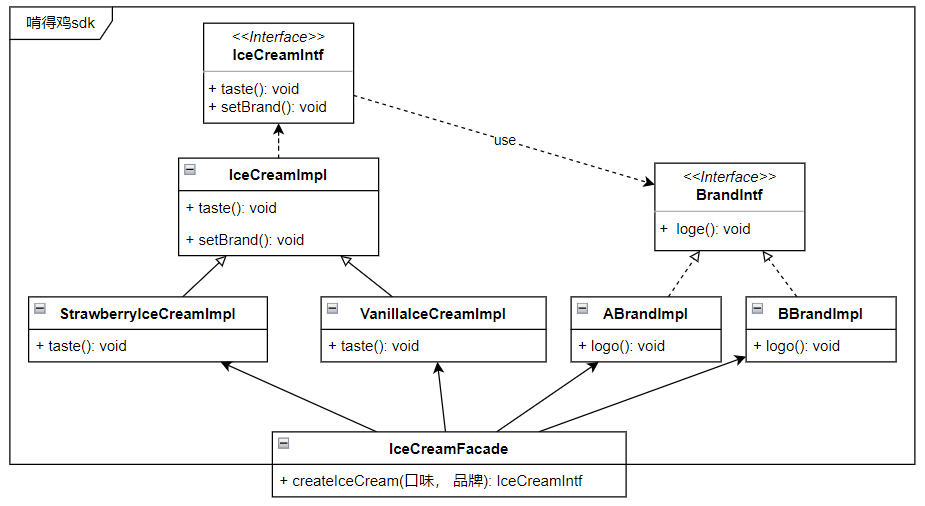 啃得鸡sdk
<<Interface>>
IceCreamIntf
+ taste(): void
+ setBrand(): void
use
<<Interface>>
BrandIntf
+ loge(): void
IceCreamImpl
+ taste(): void
+ setBrand(): void
StrawberryIceCreamImpl
+ taste(): void
VanillaIceCreamImpl
+ taste(): void
ABrandImpl
+ logo(): void
BBrandImpl
+ logo(): void
IceCreamFacade
+ createIceCream(口味， 品牌): IceCreamIntf